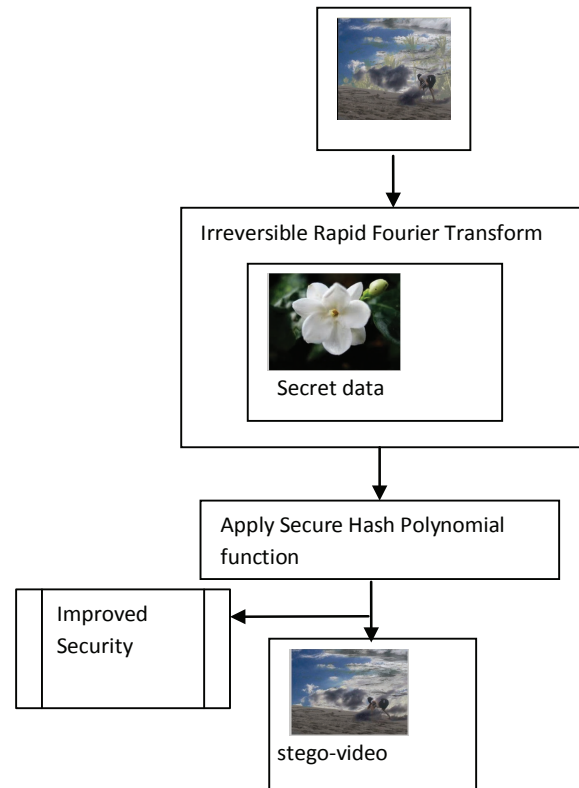 Irreversible Rapid Fourier Transform
Secret data
Apply Secure Hash Polynomial
function
Improved
Security
stego-video